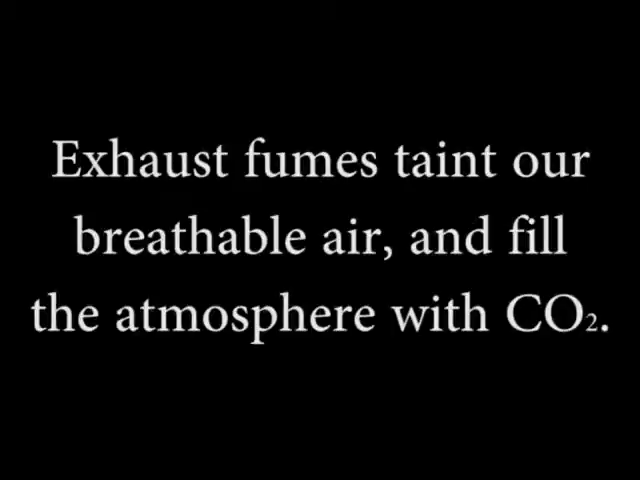 Exhaust fumes taint our
breathable air, and fill
the atmosphere with CO₂.